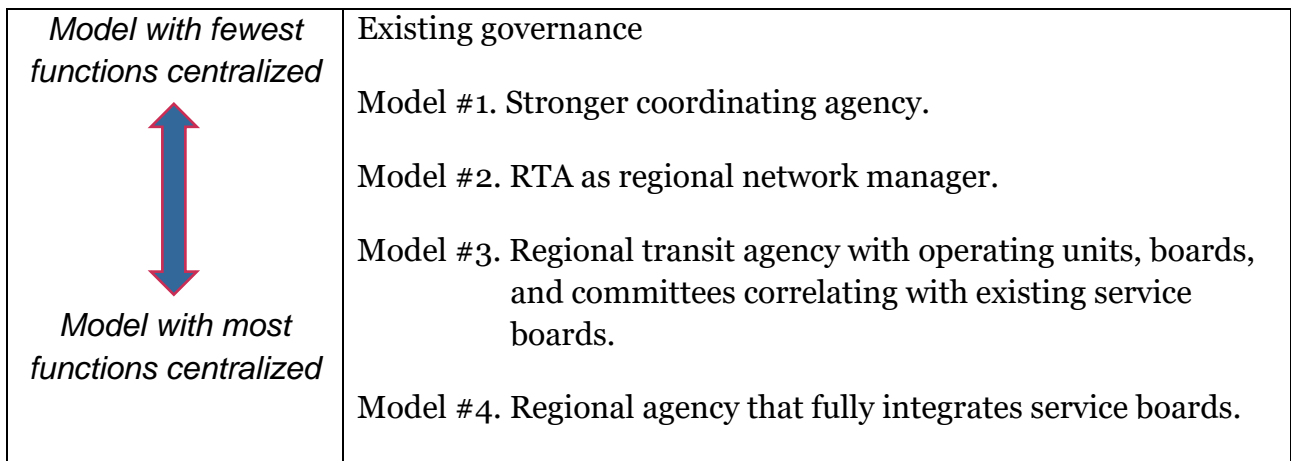 Model with fewest
functions centralized
Model with most
functions centralized
Existing governance
Model #1. Stronger coordinating agency.
Model #2. RTA as regional network manager.
Model #3. Regional transit agency with operating units, boards,
and committees correlating with existing service
boards.
Model #4. Regional agency that fully integrates service boards.